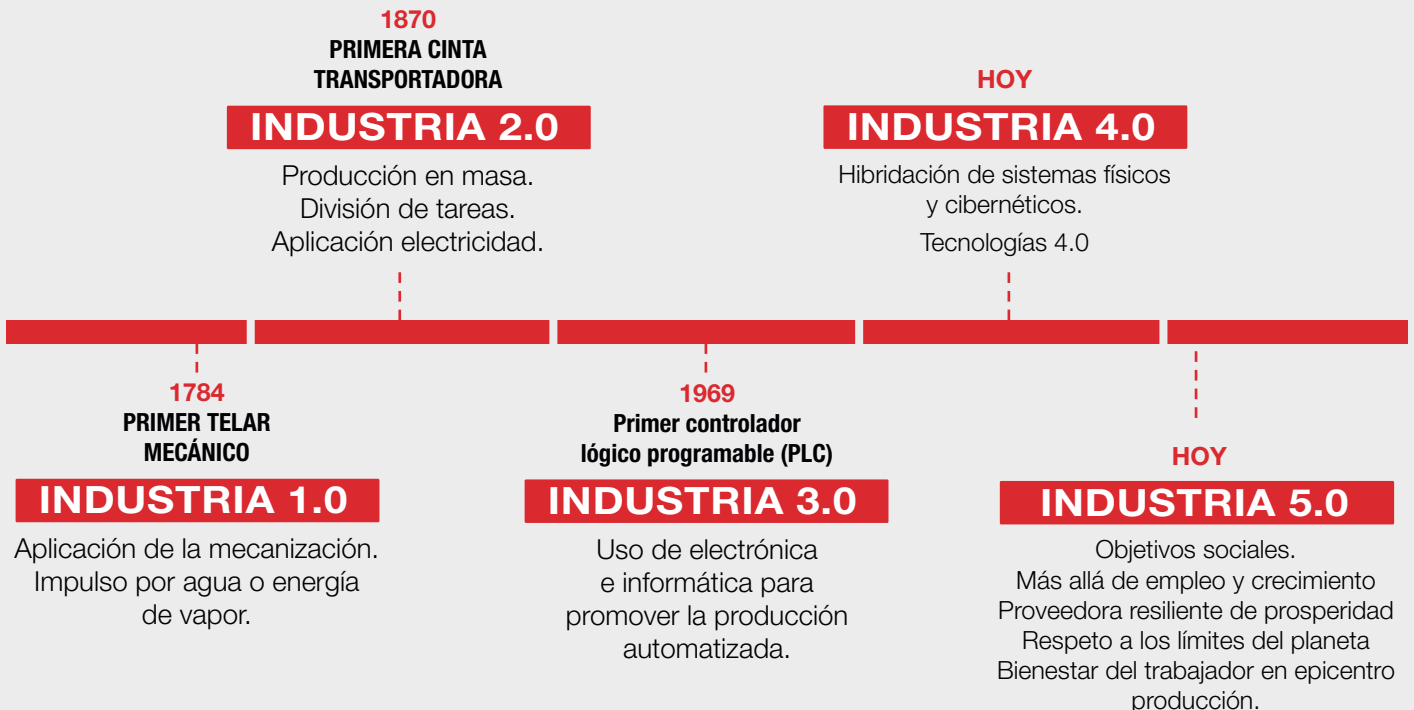 1870
PRIMERA CINTA
TRANSPORTADORA
INDUSTRIA 2.0
Producción en masa.
División de tareas.
Aplicación electricidad.
HOY
INDUSTRIA 4.0
Hibridación de sistemas físicos
y cibernéticos.
Tecnologías 4.0
1784
PRIMER TELAR
MECÁNICO
INDUSTRIA 1.0
Aplicación de la mecanización.
Impulso por agua o energía
de vapor.
1969
Primer controlador
lógico programable (PLC)
INDUSTRIA 3.0
Uso de electrónica
e informática para
promover la producción
automatizada.
HOY
INDUSTRIA 5.0
Objetivos sociales.
Más allá de empleo y crecimiento
Proveedora resiliente de prosperidad
Respeto a los límites del planeta
Bienestar del trabajador en epicentro
producción.